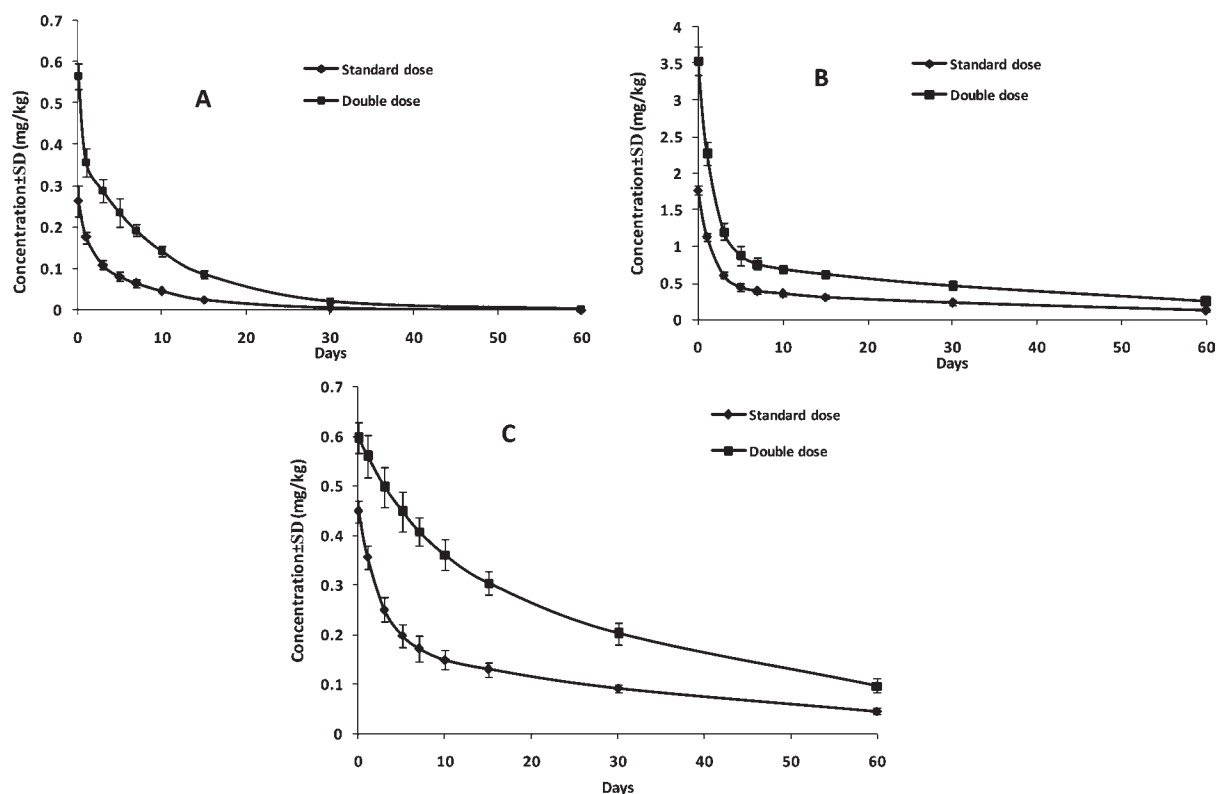 Concentration±SD (mg/kg)
0.7
0.6
0.5
0.4
0.3
0.2
0.1
0
A
Standard dose
Double dose
0 10 20 30 40 50 60
Days
Concentration±SD (mg/kg)
4
3.5
3
2.5
2
1.5
1
0.5
0
B
Standard dose
Double dose
0 10 20 30 40 50 60
Days
Concentration±SD (mg/kg)
0.7
0.6
0.5
0.4
0.3
0.2
0.1
0
C
Standard dose
Double dose
0 10 20 30 40 50 60
Days